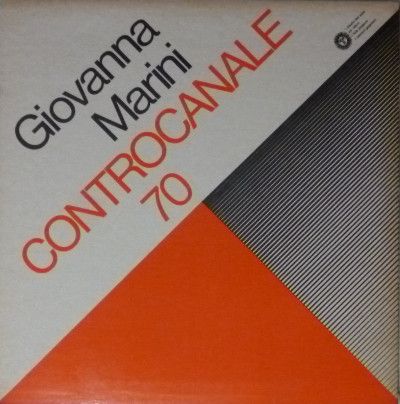 Giovanna
Marini
CONTROCANALE
70